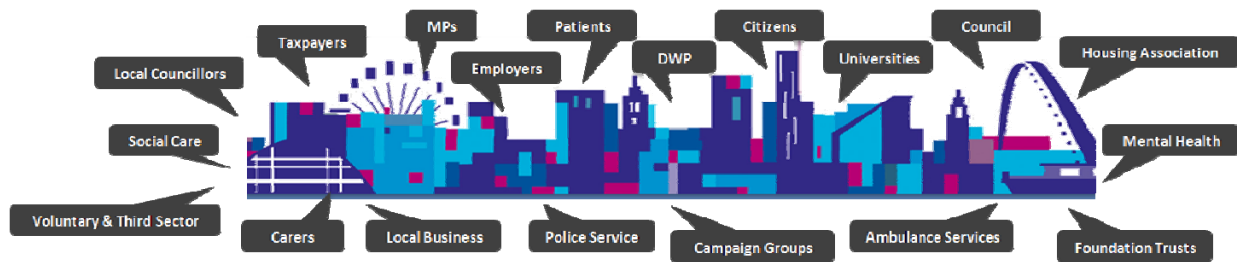 MPs
Patients
Citizens
Council
Taxpayers
Employers
DWP
Universities
Housing Association
Local Councillors
Social Care
Mental Health
Voluntary & Third Sector
Carers
Local Business
Police Service
Campaign Groups
Ambulance Services
Foundation Trusts